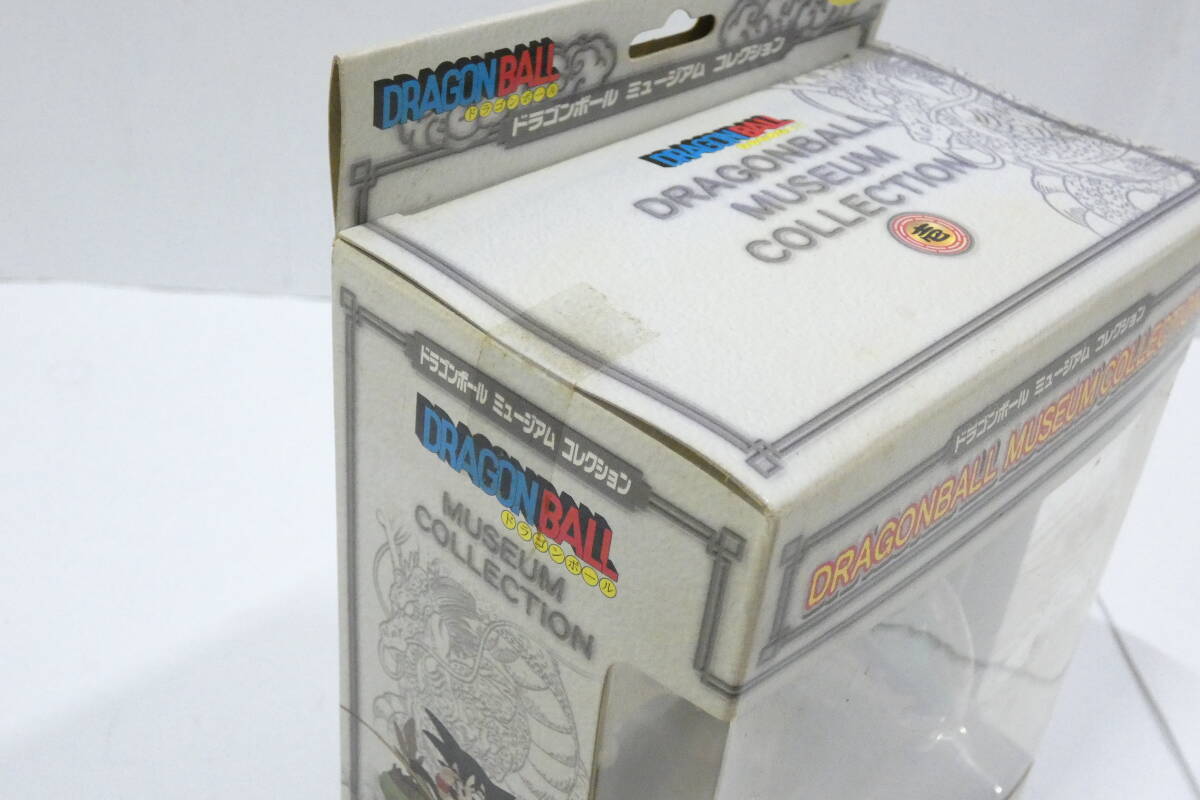 DRAGONBALL
ドラゴンボール
ドラゴンボール ミュージアム コレクション
DRAGONBALL
DRAGONBALL
MUSEUM
COLLECTION
壱
ドラゴンボール ミュージアム コレクション
DRAGONBALL
ドラゴンボール
MUSEUM
COLLECTION
ドラゴンボール ミュージアム コレクション
DRAGONBALL MUSEUM COLLECTION